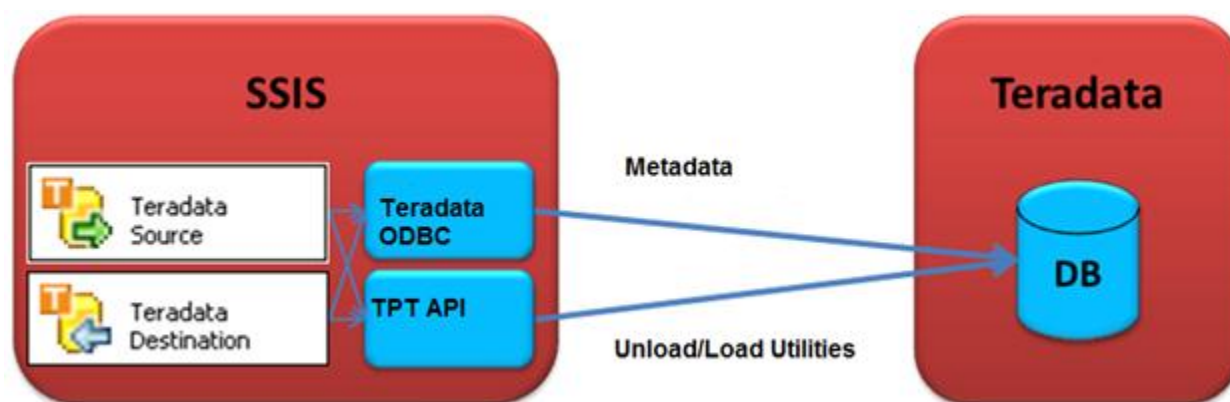 SSIS
T
Teradata
Source
T
Teradata
Destination
Teradata
ODBC
TPT API
Metadata
Unload/Load Utilities
Teradata
DB